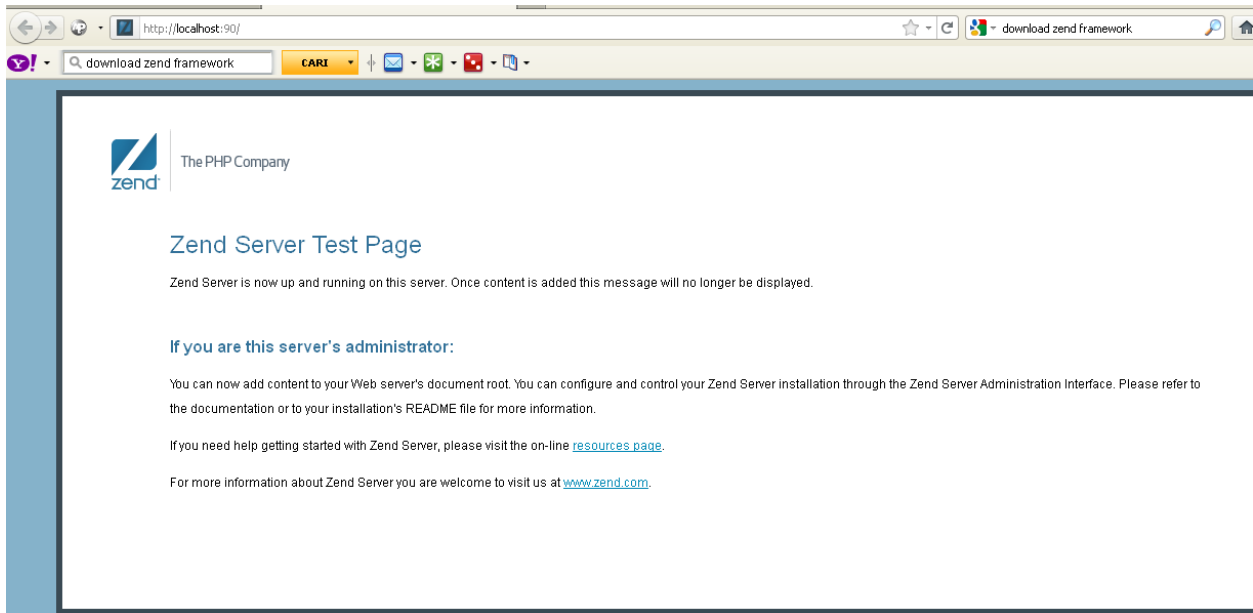 http://localhost:90/
download zend framework
Y!
download zend framework
CARI
zend
The PHP Company
Zend Server Test Page
Zend Server is now up and running on this server. Once content is added this message will no longer be displayed.
If you are this server's administrator:
You can now add content to your Web server's document root. You can configure and control your Zend Server installation through the Zend Server Administration Interface. Please refer to
the documentation or to your installation's README file for more information.
If you need help getting started with Zend Server, please visit the on-line resources page.
For more information about Zend Server you are welcome to visit us at www.zend.com.